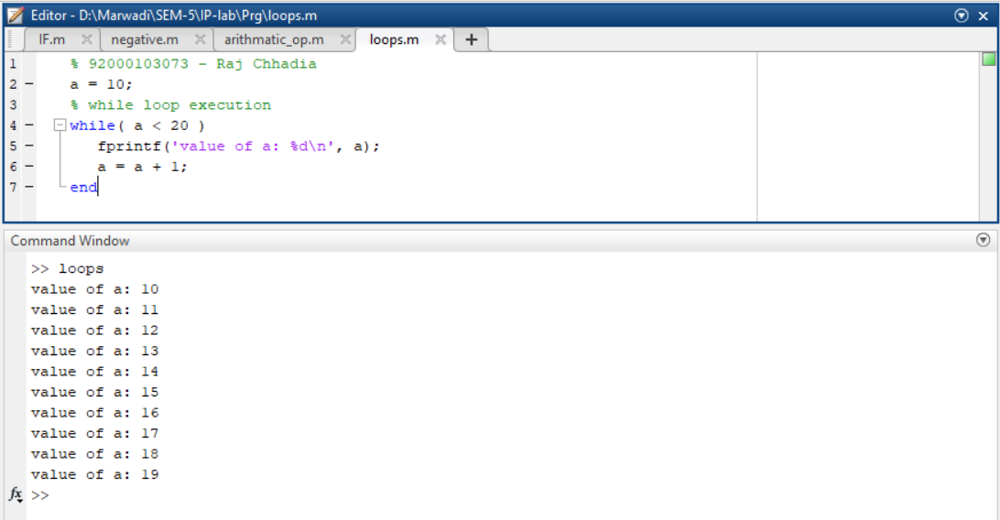 Editor - D:\Marwadi\SEM-5\IP-lab\Prg\loops.m
IF.m negative.m arithmatic_op.m loops.m +
1 % 92000103073 - Raj Chhadia
2 - a = 10;
3 % while loop execution
4 - while( a < 20 )
5 - fprintf('value of a: %d\n', a);
6 - a = a + 1;
7 - end
Command Window
>> loops
value of a: 10
value of a: 11
value of a: 12
value of a: 13
value of a: 14
value of a: 15
value of a: 16
value of a: 17
value of a: 18
value of a: 19
fx >>